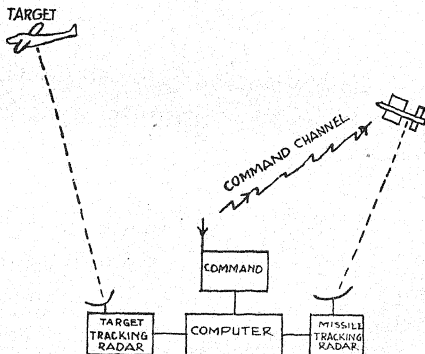 TARGET
COMMAND CHANNEL
COMMAND
TARGET
TRACKING
RADAR
COMPUTER
MISSILE
TRACKING
RADAR